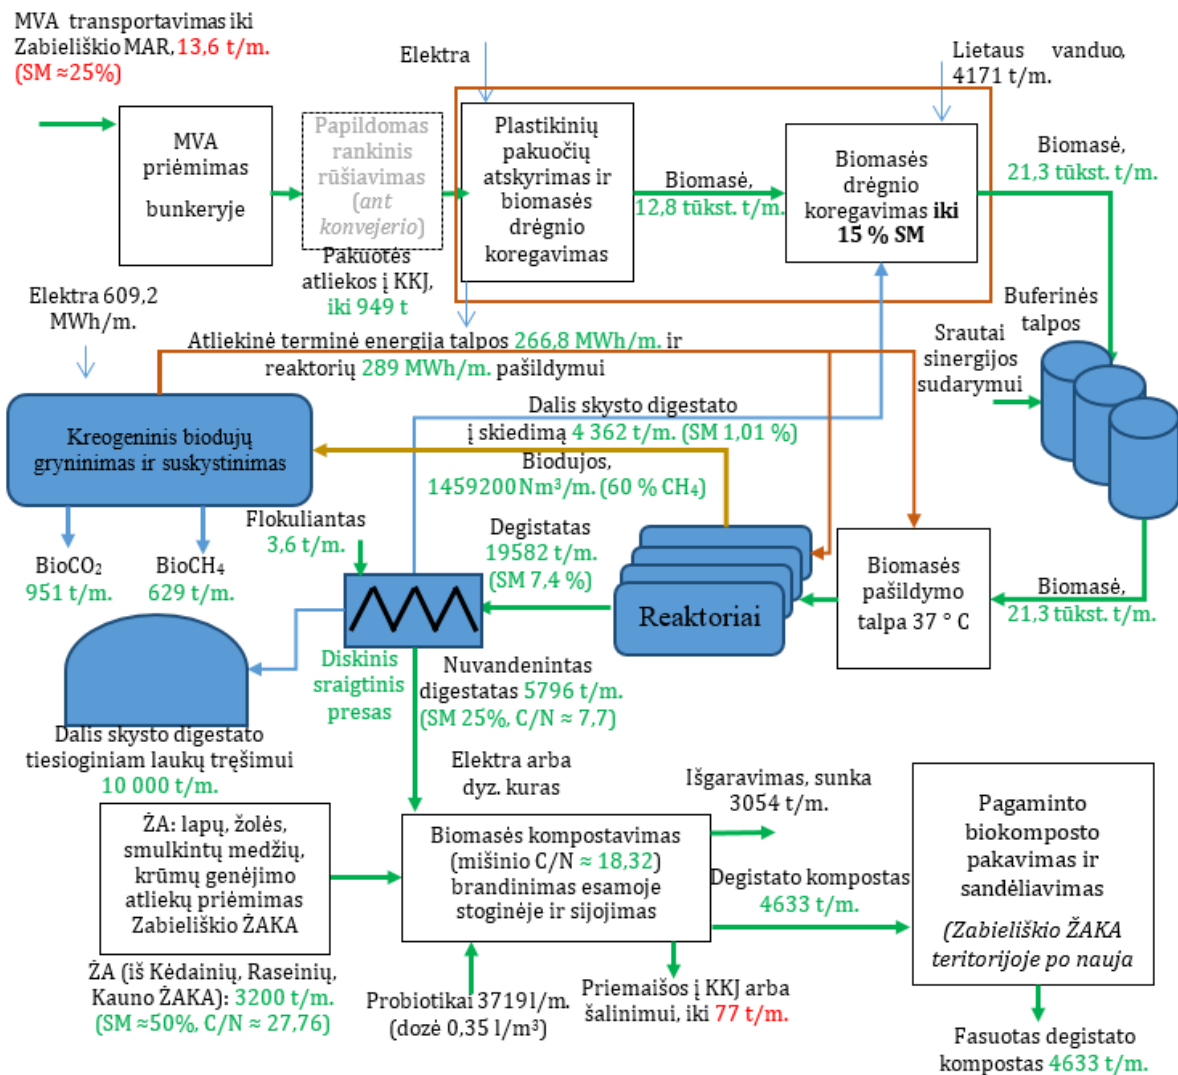 MVA transportavimas iki
Zabieliškio MAR, 13,6 t/m.
(SM ≈25%)
Elektra
Lietaus vanduo,
4171 t/m.
MVA
priėmimas
bunkeryje
Papildomas
rankinis
rūšiavimas
(ant
konvejerio)
Plastikinių
pakuočių
atskyrimas ir
biomasės
drėgnio
koregavimas
Biomasė,
12,8 tūkst. t/m.
Biomasės
drėgnio
koregavimas iki
15 % SM
Biomasė,
21,3 tūkst. t/m.
Pakuotės
atliekos į KKJ,
iki 949 t
Elektra 609,2
MWh/m.
Atliekinė terminė energija talpos 266,8 MWh/m. ir
reaktorių 289 MWh/m. pašildymui
Buferinės
talpos
Srautai
sinergijos
sudarymui
Kreogeninis biodujų
gryninimas ir suskystinimas
Dalis skysto digestato
į skiedimą 4 362 t/m. (SM 1,01 %)
Biodujos,
1459200 Nm³/m. (60 % CH₄)
Flokuliantas
3,6 t/m.
Degistatas
19582 t/m.
(SM 7,4 %)
BioCO₂
951 t/m.
BioCH₄
629 t/m.
Reaktoriai
Biomasės
pašildymo
talpa 37 ° C
Biomasė,
21.3 tūkst. t/m.
Diskinis
sraigtinis
presas
Nuvandenintas
digestatas 5796 t/m.
(SM 25%, C/N ≈ 7,7)
Dalis skysto digestato
tiesioginiam laukų tręšimui
10 000 t/m.
Elektra arba
dyz. kuras
Išgaravimas, sunka
3054 t/m.
ŽA: lapų, žolės,
smulkintų medžių,
krūmų genėjimo
atliekų priėmimas
Zabieliškio ŽAKA
Biomasės kompostavimas
(mišinio C/N ≈ 18,32)
brandinimas esamoje
stoginėje ir sijojimas
Degistato kompostas
4633 t/m.
Pagaminto
biokomposto
pakavimas ir
sandėliavimas
(Zabieliškio ŽAKA
teritorijoje po nauja
ŽA (iš Kėdainių, Raseinių,
Kauno ŽAKA): 3200 t/m.
(SM ≈50%, C/N ≈ 27,76)
Probiotikai 3719 l/m.
(dozė 0,35 l/m³)
Priemaišos į KKJ arba
šalinimui, iki 77 t/m.
Fasuotas degistato
kompostas 4633 t/m.